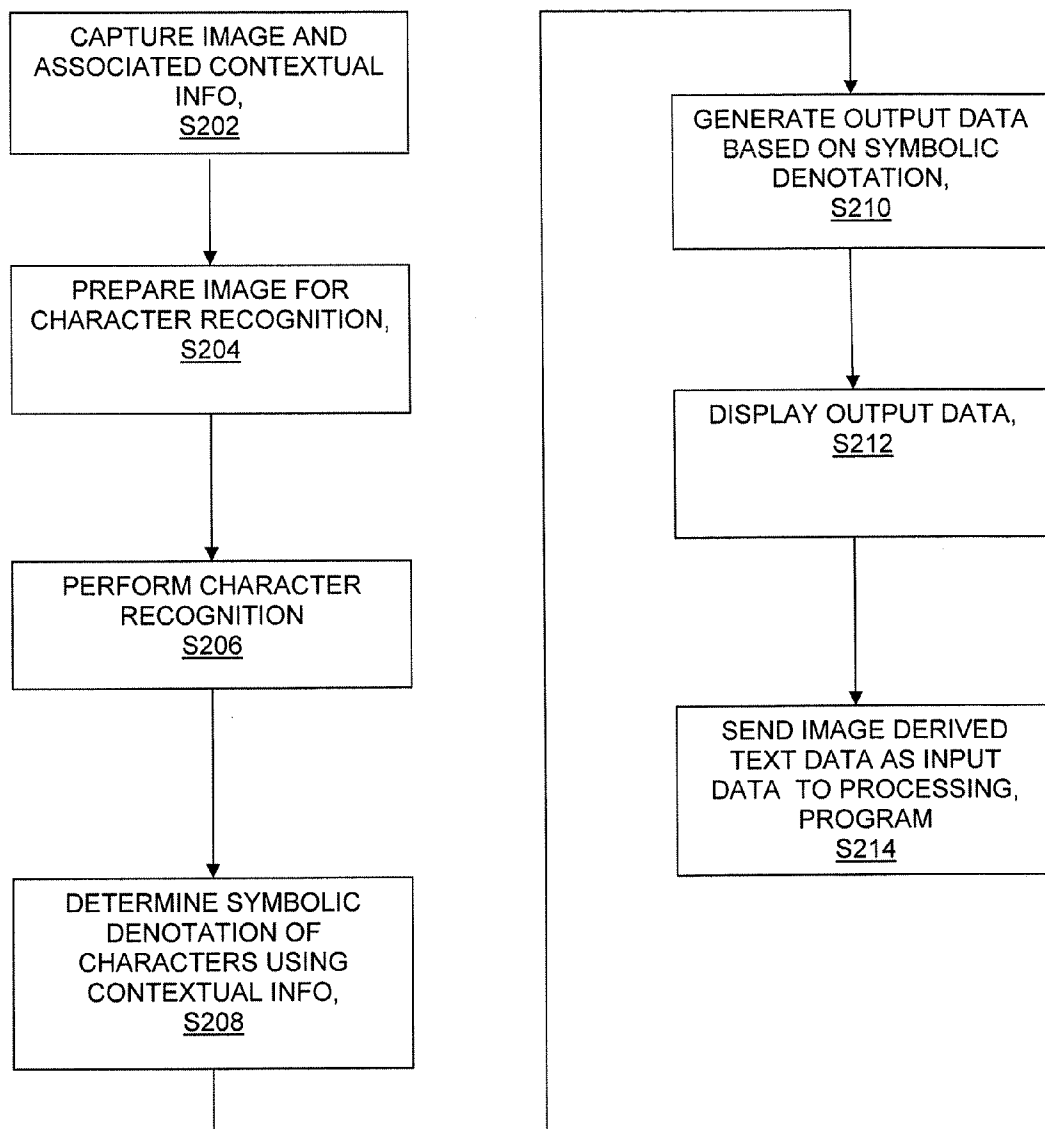 CAPTURE IMAGE AND
ASSOCIATED CONTEXTUAL
INFO,
S202
PREPARE IMAGE FOR
CHARACTER RECOGNITION,
S204
PERFORM CHARACTER
RECOGNITION
S206
DETERMINE SYMBOLIC
DENOTATION OF
CHARACTERS USING
CONTEXTUAL INFO,
S208
GENERATE OUTPUT DATA
BASED ON SYMBOLIC
DENOTATION,
S210
DISPLAY OUTPUT DATA,
S212
SEND IMAGE DERIVED
TEXT DATA AS INPUT
DATA TO PROCESSING,
PROGRAM
S214